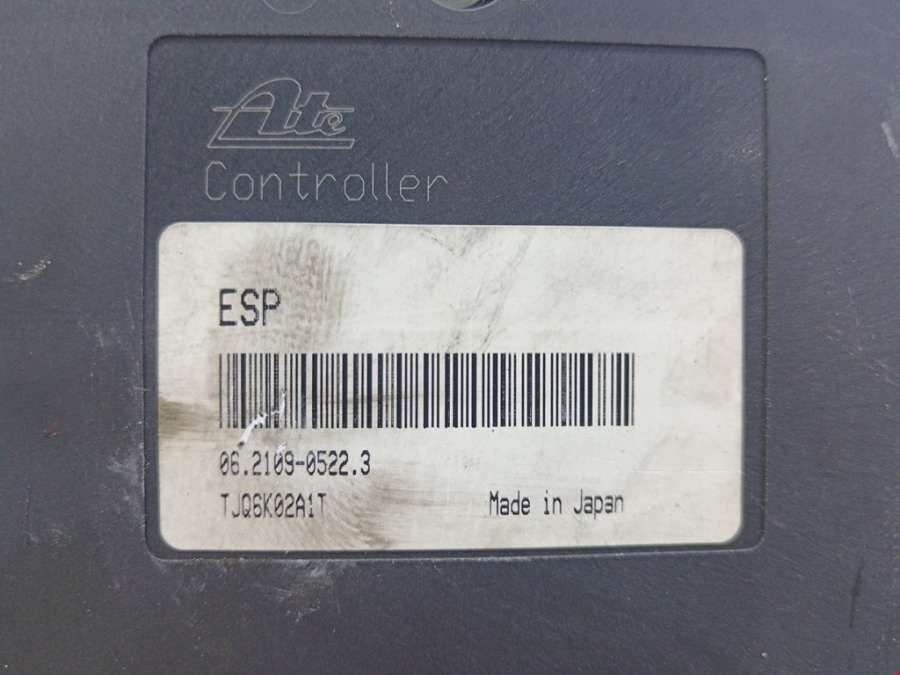 Ate
Controller
ESP
06.2109-0522.3
TJQ6K02A1T
Made in Japan